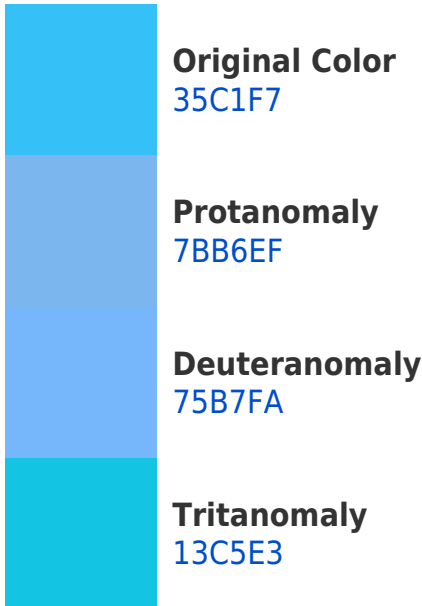 Original Color
35C1F7
Protanomaly
7BB6EF
Deuteranomaly
75B7FA
Tritanomaly
13C5E3